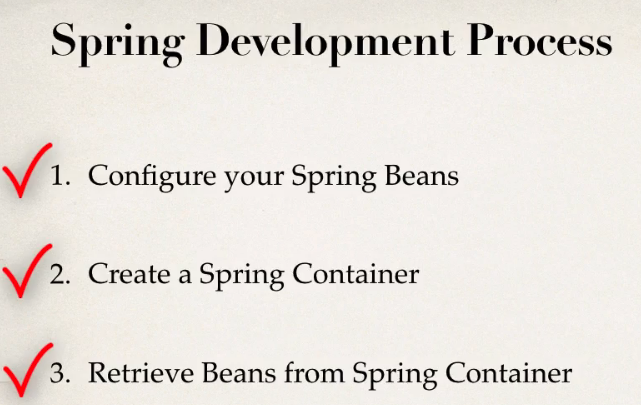 Spring Development Process
1. Configure your Spring Beans
2. Create a Spring Container
3. Retrieve Beans from Spring Container